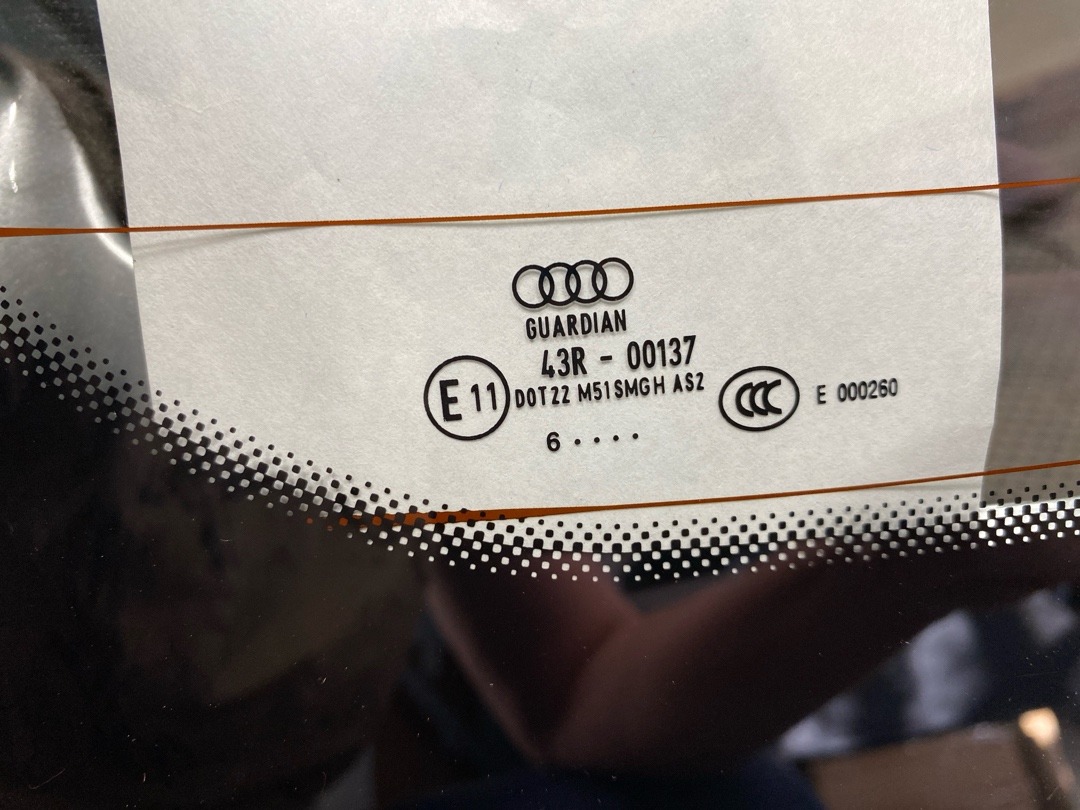 GUARDIAN
43R - 00137
E 11
DOT22 M51SMGH AS2
CCC
E 000260
6 · · · ·